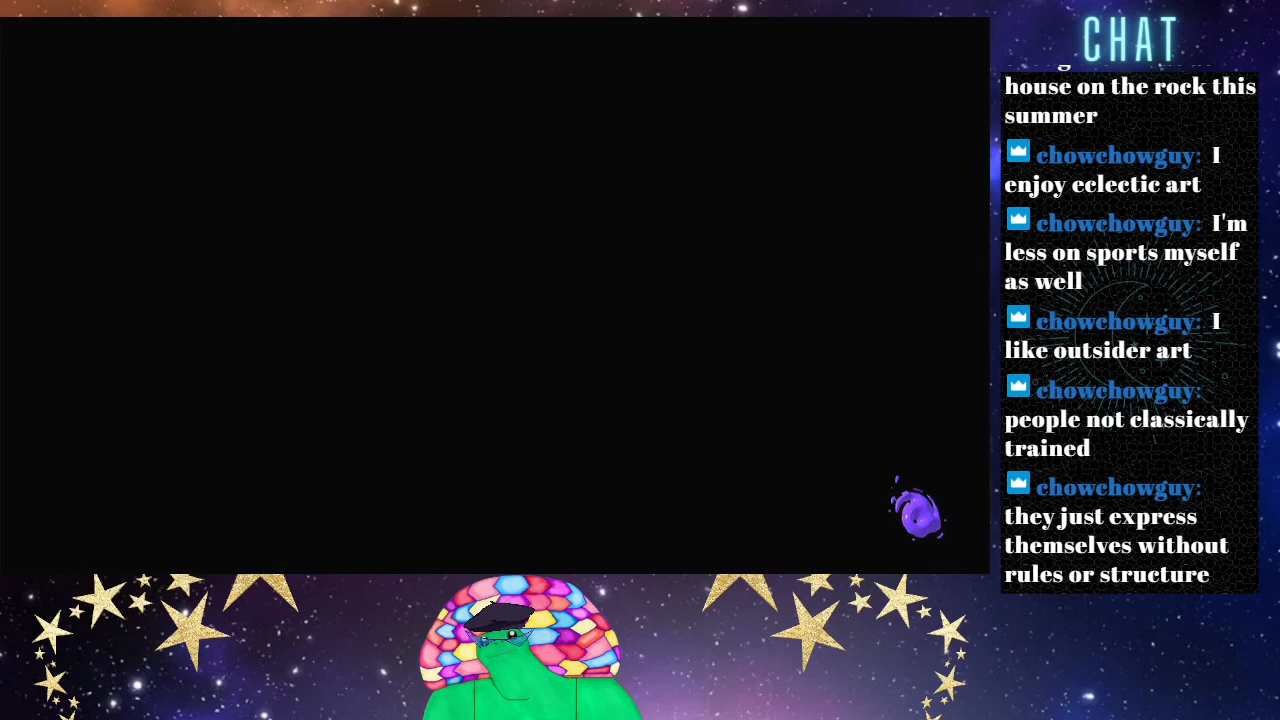 CHAT
house on the rock this
summer
chowchowguy: I
enjoy eclectic art
chowchowguy: I'm
less on sports myself
as well
chowchowguy: I
like outsider art
chowchowguy:
people not classically
trained
chowchowguy:
they just express
themselves without
rules or structure